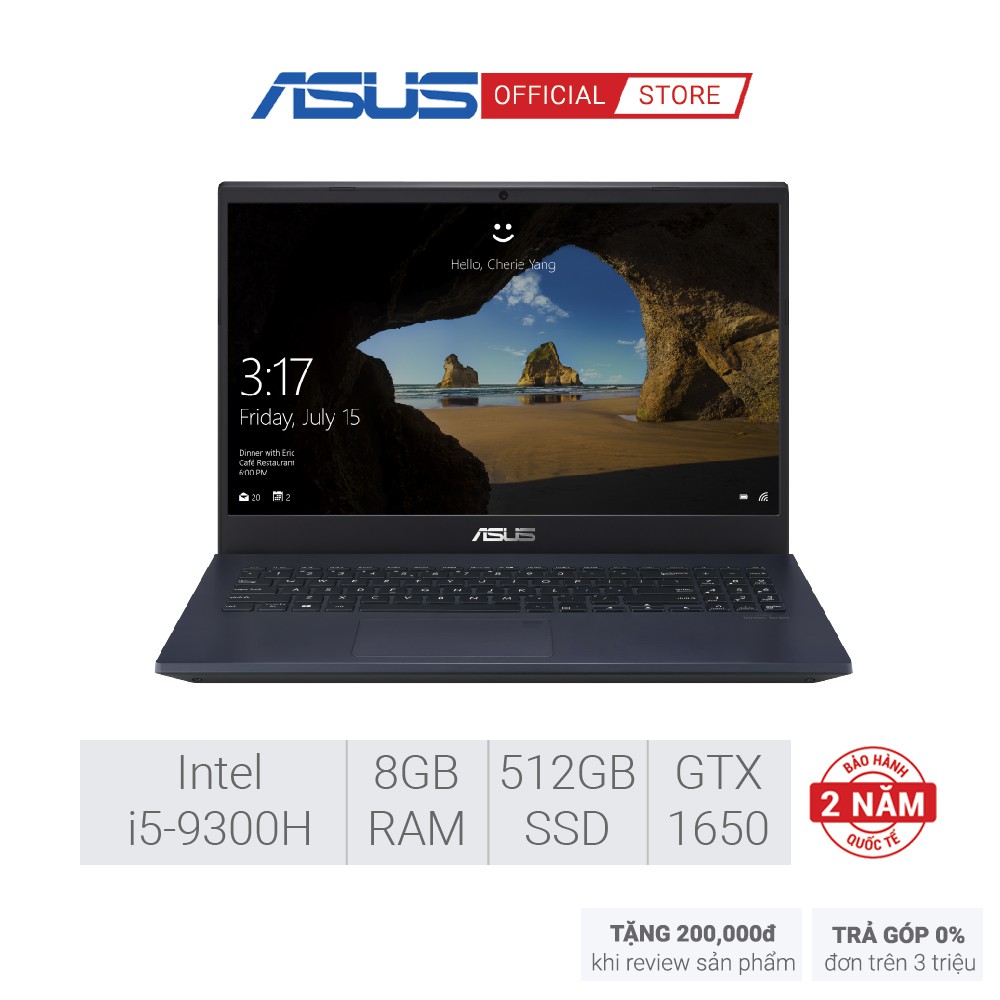 ASUS OFFICIAL STORE
Hello, Cherie Yang
3:17
Friday, July 15
Dinner with Eric
Café Restaurant
6:00 PM
20 2
ASUS
Intel
i5-9300H
8GB
RAM
512GB
SSD
GTX
1650
BẢO HÀNH
2 NĂM
QUỐC TẾ
TẶNG 200,000đ
khi review sản phẩm
TRẢ GÓP 0%
đơn trên 3 triệu